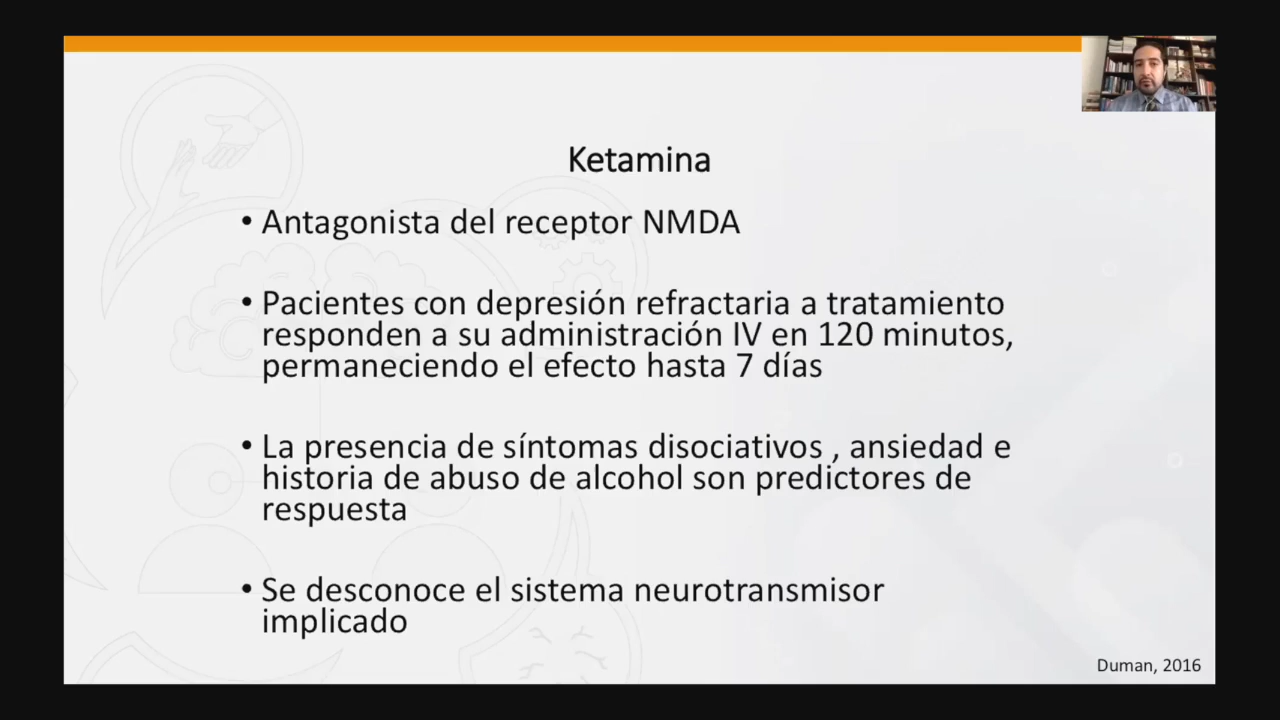 Ketamina
• Antagonista del receptor NMDA
• Pacientes con depresión refractaria a tratamiento
responden a su administración IV en 120 minutos,
permaneciendo el efecto hasta 7 días
• La presencia de síntomas disociativos , ansiedad e
historia de abuso de alcohol son predictores de
respuesta
• Se desconoce el sistema neurotransmisor
implicado
Duman, 2016